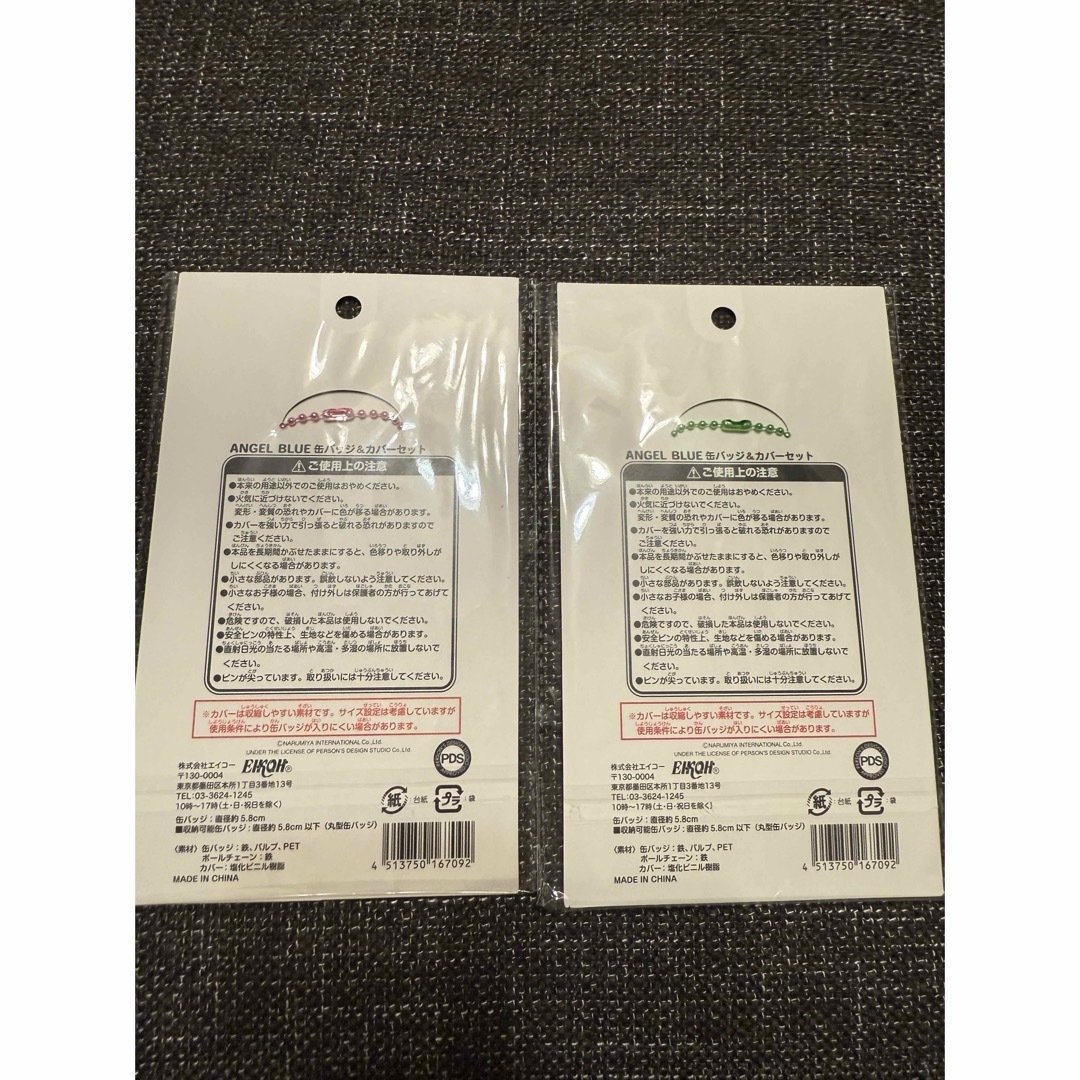 ANGEL BLUE 缶バッジ&カバーセット
⚠ ご使用上の注意
●本来の用途以外でのご使用はおやめください。
●火気に近づけないでください。
変形・変質の恐れやカバーに色が移る場合があります。
●カバーを強い力で引っ張ると破れる恐れがありますので
ご注意ください。
●本品を長期間かぶせたままにすると、色移りや取り外しが
しにくくなる場合があります。
●小さな部品があります。誤飲しないよう注意してください。
●小さなお子様の場合、付け外しは保護者の方が行ってあげて
ください。
●危険ですので、破損した本品は使用しないでください。
●安全ピンの特性上、生地などを傷める場合があります。
●直射日光の当たる場所や高温・多湿の場所に放置しないで
ください。
●ピンが尖っています。取り扱いには十分注意してください。
※カバーは収縮しやすい素材です。サイズ設定は考慮していますが
使用条件により缶バッジが入りにくい場合があります。
©NARUMIYA INTERNATIONAL Co.,Ltd.
UNDER THE LICENSE OF PERSON'S DESIGN STUDIO Co.,Ltd
株式会社エイコー
EIKOH®
PDS
〒130-0004
東京都墨田区本所1丁目3番地13号
TEL:03-3624-1245
10時〜17時(土・日・祝日を除く)
紙:台紙 プラ:袋
缶バッジ:直径約5.8cm
■収納可能缶バッジ:直径約5.8cm以下(丸型缶バッジ)
〈素材〉缶バッジ:鉄、パルプ、PET
ボールチェーン:鉄
カバー:塩化ビニル樹脂
MADE IN CHINA
4 513750 167092
ANGEL BLUE 缶バッジ&カバーセット
⚠ ご使用上の注意
●本来の用途以外でのご使用はおやめください。
●火気に近づけないでください。
変形・変質の恐れやカバーに色が移る場合があります。
●カバーを強い力で引っ張ると破れる恐れがありますので
ご注意ください。
●本品を長期間かぶせたままにすると、色移りや取り外しが
しにくくなる場合があります。
●小さな部品があります。誤飲しないよう注意してください。
●小さなお子様の場合、付け外しは保護者の方が行ってあげて
ください。
●危険ですので、破損した本品は使用しないでください。
●安全ピンの特性上、生地などを傷める場合があります。
●直射日光の当たる場所や高温・多湿の場所に放置しないで
ください。
●ピンが尖っています。取り扱いには十分注意してください。
※カバーは収縮しやすい素材です。サイズ設定は考慮していますが
使用条件により缶バッジが入りにくい場合があります。
©NARUMIYA INTERNATIONAL Co.,Ltd.
UNDER THE LICENSE OF PERSON'S DESIGN STUDIO Co.,Ltd
株式会社エイコー
EIKOH®
PDS
〒130-0004
東京都墨田区本所1丁目3番地13号
TEL:03-3624-1245
10時〜17時(土・日・祝日を除く)
紙:台紙 プラ:袋
缶バッジ:直径約5.8cm
■収納可能缶バッジ:直径約5.8cm以下(丸型缶バッジ)
〈素材〉缶バッジ:鉄、パルプ、PET
ボールチェーン:鉄
カバー:塩化ビニル樹脂
MADE IN CHINA
4 513750 167092